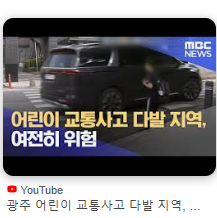 MBC
NEWS
어린이 교통사고 다발 지역,
여전히 위험
YouTube
광주 어린이 교통사고 다발 지역, ...